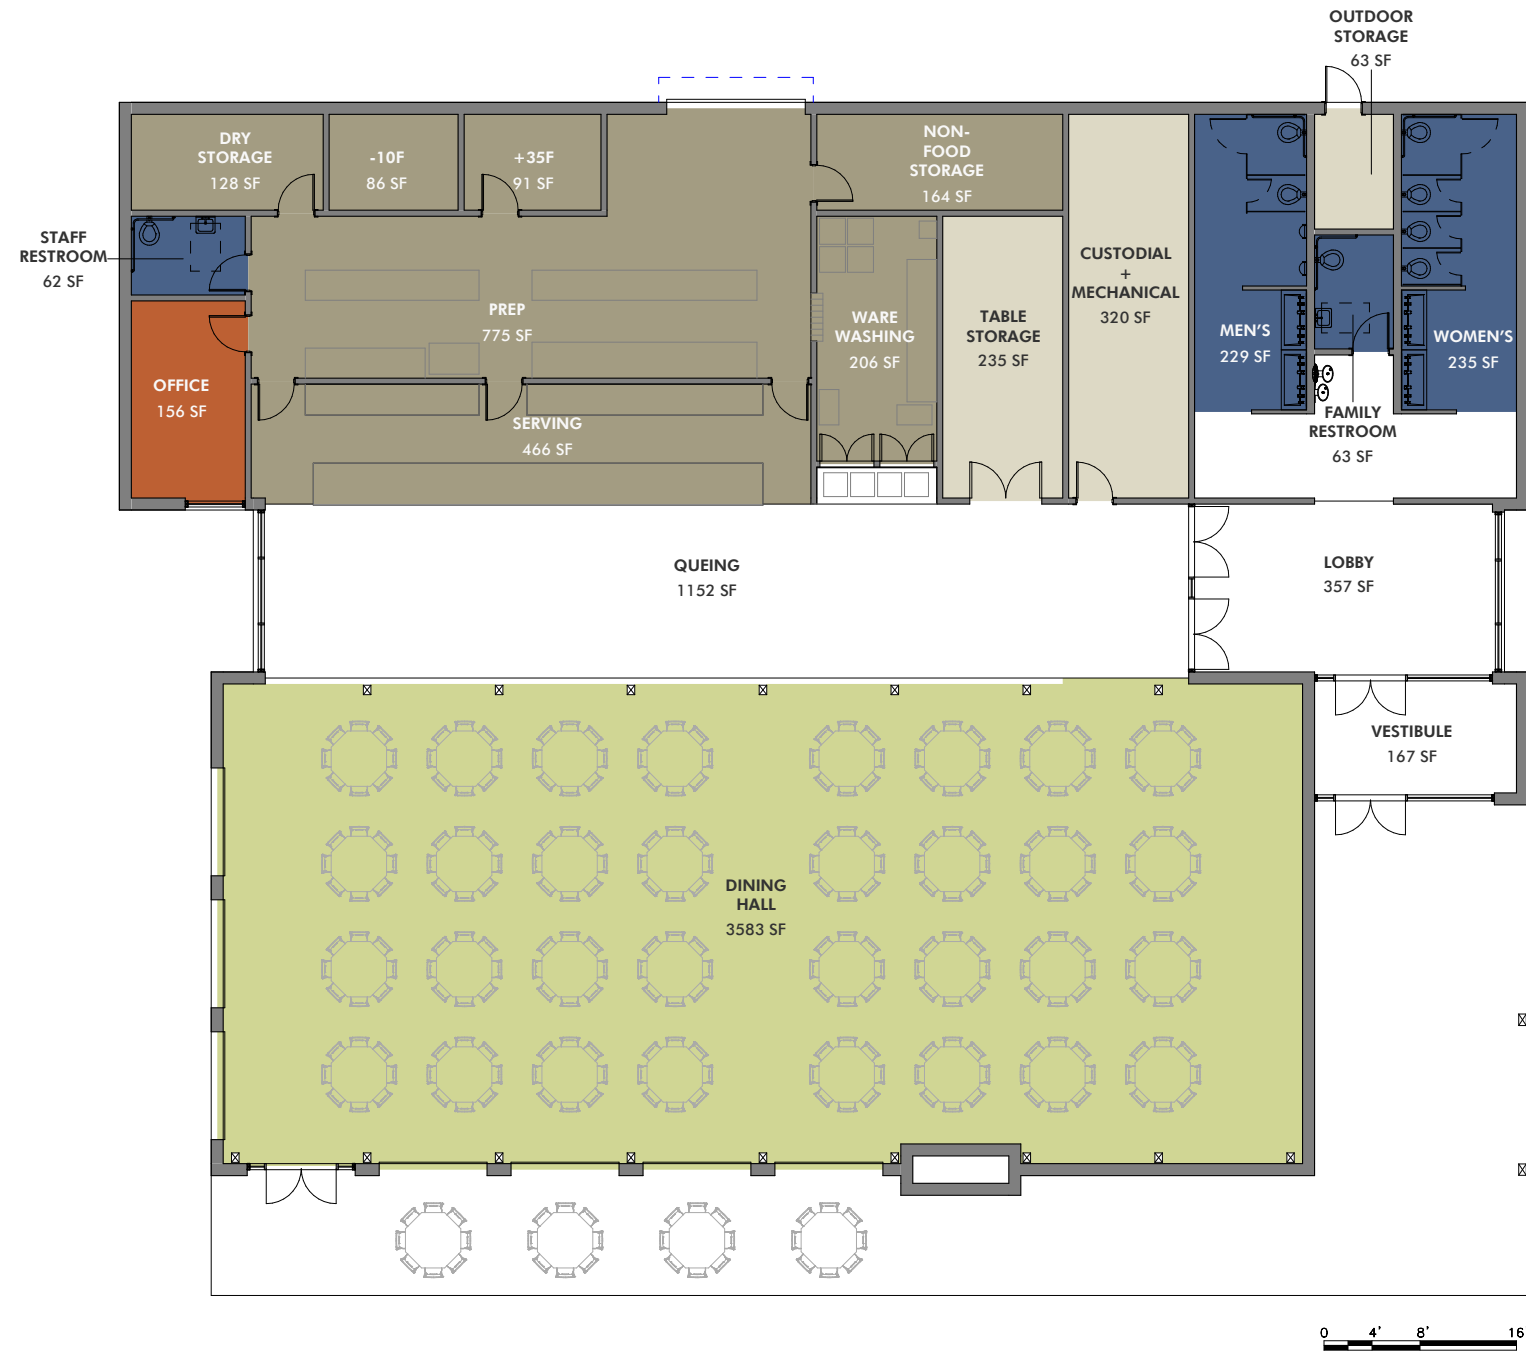 OUTDOOR
STORAGE
63 SF
DRY
STORAGE
128 SF
-10F
86 SF
+35F
91 SF
NON-
FOOD
STORAGE
164 SF
STAFF
RESTROOM
62 SF
PREP
775 SF
WARE
WASHING
206 SF
TABLE
STORAGE
235 SF
CUSTODIAL
+
MECHANICAL
320 SF
MEN'S
229 SF
WOMEN'S
235 SF
OFFICE
156 SF
SERVING
466 SF
FAMILY
RESTROOM
63 SF
QUEING
1152 SF
LOBBY
357 SF
VESTIBULE
167 SF
DINING
HALL
3583 SF
0 4' 8' 16